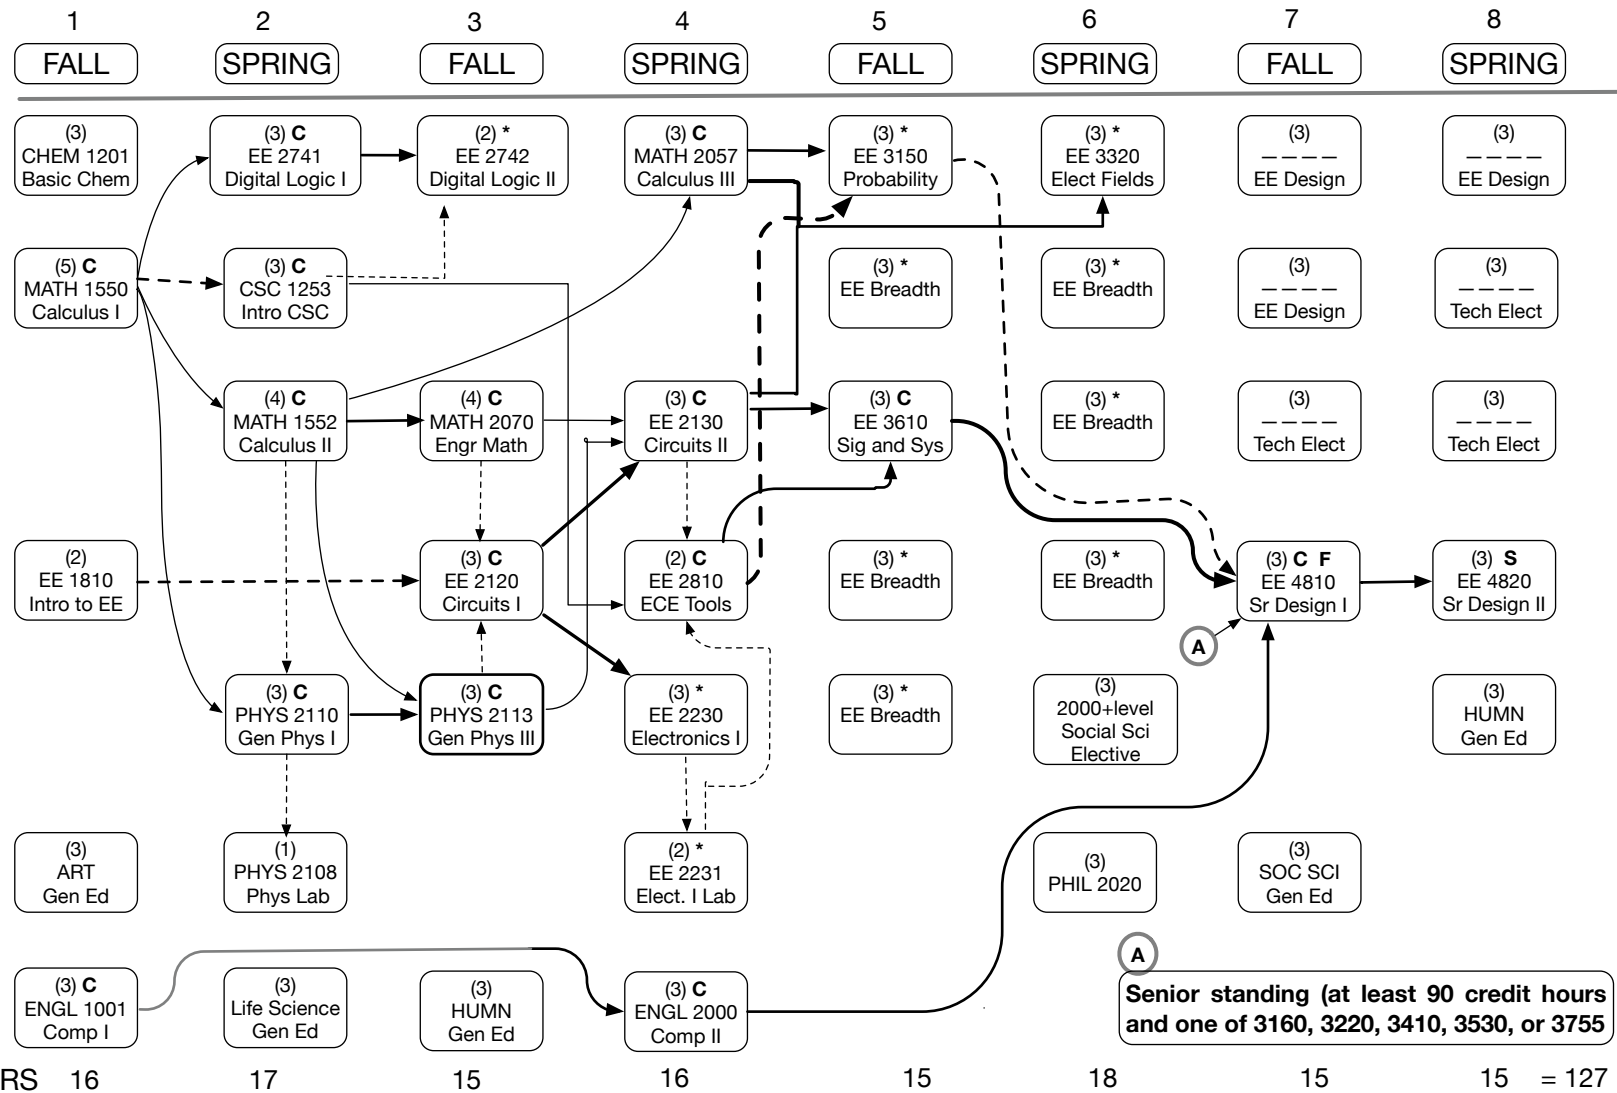 1 2 3 4 5 6 7 8
FALL SPRING FALL SPRING FALL SPRING FALL SPRING
(3)
CHEM 1201
Basic Chem
(3) C
EE 2741
Digital Logic I
(2) *
EE 2742
Digital Logic II
(3) C
MATH 2057
Calculus III
(3) *
EE 3150
Probability
(3) *
EE 3320
Elect Fields
(3)
_ _ _ _
EE Design
(3)
_ _ _ _
EE Design
(5) C
MATH 1550
Calculus I
(3) C
CSC 1253
Intro CSC
(3) *
EE Breadth
(3) *
EE Breadth
(3)
_ _ _ _
EE Design
(3)
_ _ _ _
Tech Elect
(4) C
MATH 1552
Calculus II
(4) C
MATH 2070
Engr Math
(3) C
EE 2130
Circuits II
(3) C
EE 3610
Sig and Sys
(3) *
EE Breadth
(3)
_ _ _ _
Tech Elect
(3)
_ _ _ _
Tech Elect
(2)
EE 1810
Intro to EE
(3) C
EE 2120
Circuits I
(2) C
EE 2810
ECE Tools
(3) *
EE Breadth
(3) *
EE Breadth
(3) C F
EE 4810
Sr Design I
(3) S
EE 4820
Sr Design II
A
(3) C
PHYS 2110
Gen Phys I
(3) C
PHYS 2113
Gen Phys III
(3) *
EE 2230
Electronics I
(3) *
EE Breadth
(3)
2000+level
Social Sci
Elective
(3)
HUMN
Gen Ed
(3)
ART
Gen Ed
(1)
PHYS 2108
Phys Lab
(2) *
EE 2231
Elect. I Lab
(3)
PHIL 2020
(3)
SOC SCI
Gen Ed
(3) C
ENGL 1001
Comp I
(3)
Life Science
Gen Ed
(3)
HUMN
Gen Ed
(3) C
ENGL 2000
Comp II
A
Senior standing (at least 90 credit hours
and one of 3160, 3220, 3410, 3530, or 3755
RS 16 17 15 16 15 18 15 15 = 127